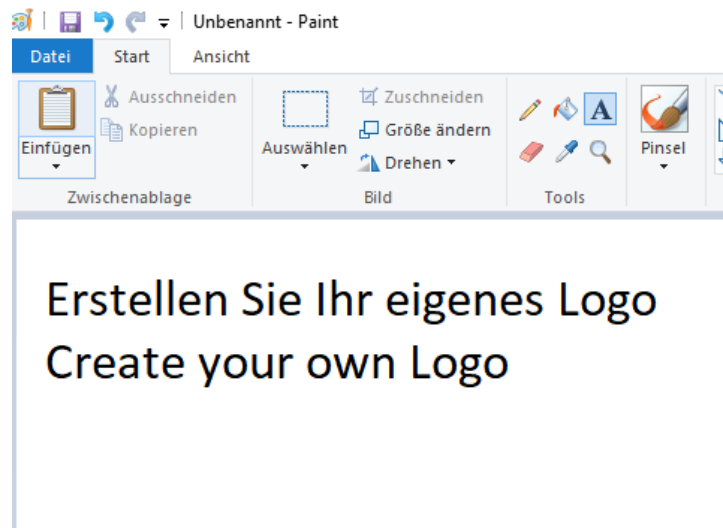 Unbenannt - Paint
Datei Start Ansicht
Einfügen
Ausschneiden
Kopieren
Zwischenablage
Auswählen
Zuschneiden
Größe ändern
Drehen
Bild
A
Tools
Pinsel
Erstellen Sie Ihr eigenes Logo
Create your own Logo